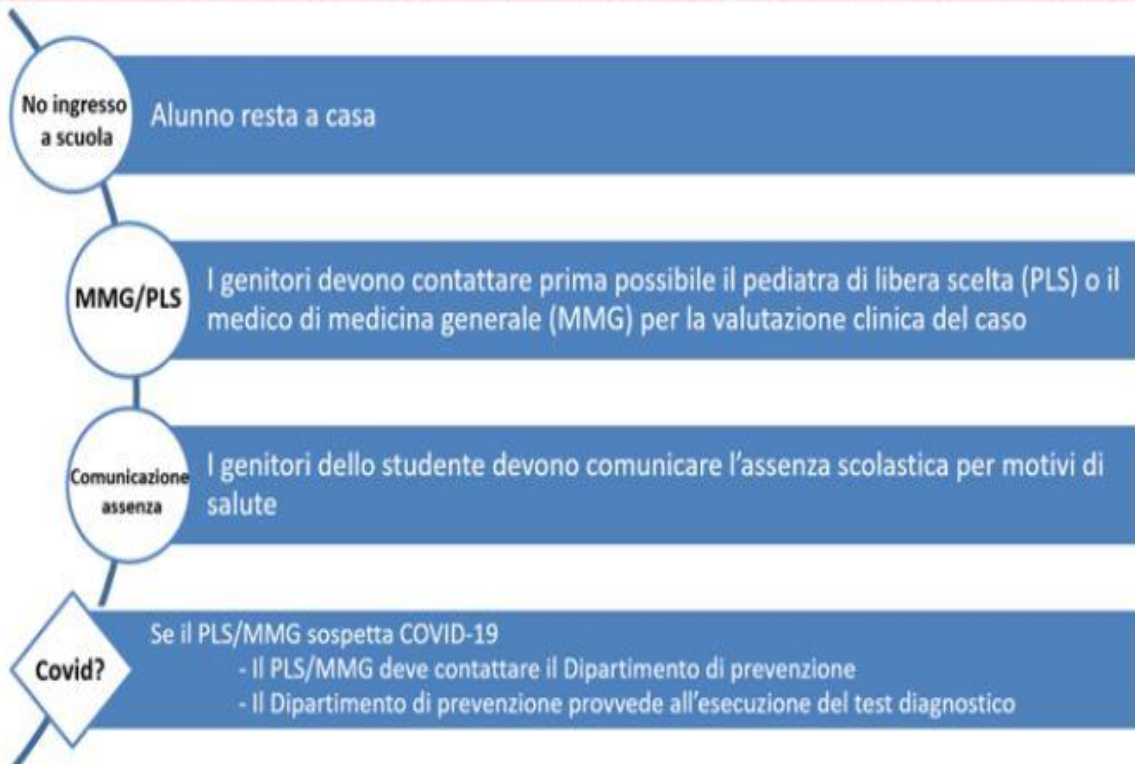 No ingresso
a scuola
Alunno resta a casa
MMG/PLS
I genitori devono contattare prima possibile il pediatra di libera scelta (PLS) o il
medico di medicina generale (MMG) per la valutazione clinica del caso
Comunicazione
assenza
I genitori dello studente devono comunicare l'assenza scolastica per motivi di
salute
Covid?
Se il PLS/MMG sospetta COVID-19
- Il PLS/MMG deve contattare il Dipartimento di prevenzione
- Il Dipartimento di prevenzione provvede all'esecuzione del test diagnostico